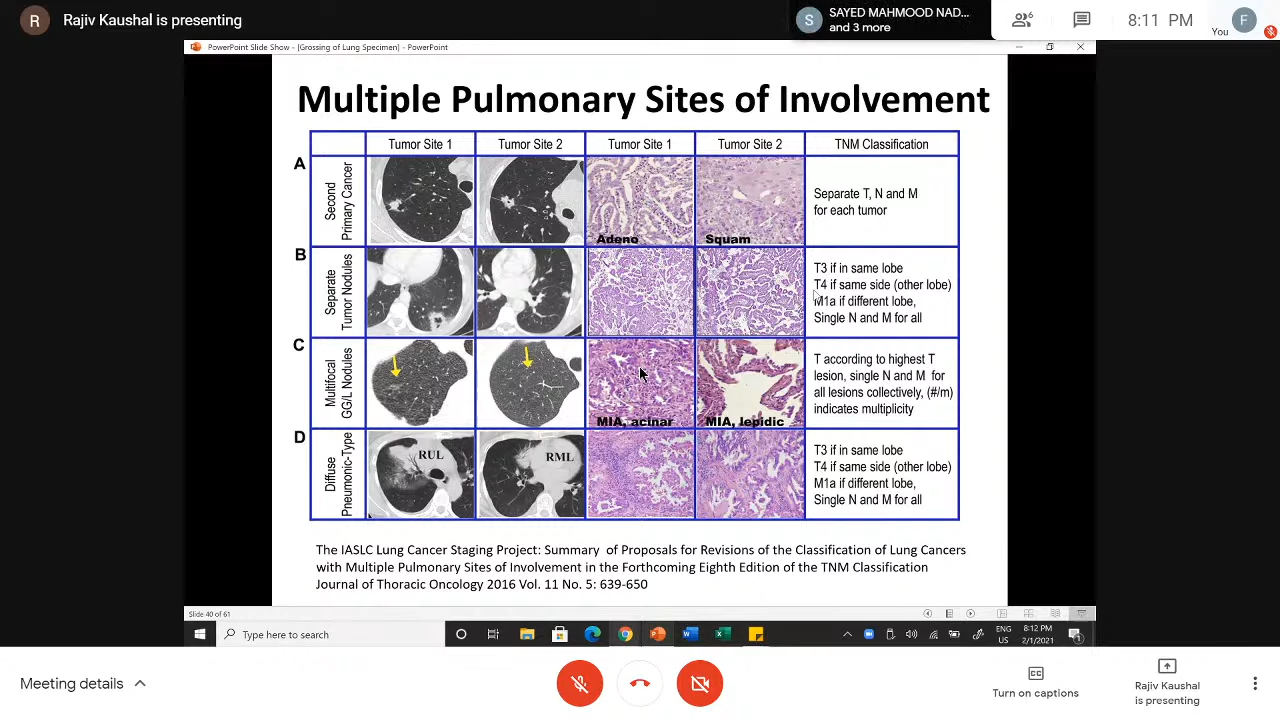 R
Rajiv Kaushal is presenting
S
SAYED MAHMOOD NAD...
and 3 more
6
8:11 PM
You
F
PowerPoint Slide Show - [Grossing of Lung Specimen] - PowerPoint
Multiple Pulmonary Sites of Involvement
Tumor Site 1 Tumor Site 2 Tumor Site 1 Tumor Site 2 TNM Classification
A
Second
Primary Cancer
Adeno
Squam
Separate T, N and M
for each tumor
B
Separate
Tumor Nodules
T3 if in same lobe
T4 if same side (other lobe)
M1a if different lobe,
Single N and M for all
C
Multifocal
GG/L Nodules
MIA, acinar
MIA, lepidic
T according to highest T
lesion, single N and M for
all lesions collectively, (#/m)
indicates multiplicity
D
Diffuse
Pneumonic-Type
RUL
RML
T3 if in same lobe
T4 if same side (other lobe)
M1a if different lobe,
Single N and M for all
The IASLC Lung Cancer Staging Project: Summary of Proposals for Revisions of the Classification of Lung Cancers
with Multiple Pulmonary Sites of Involvement in the Forthcoming Eighth Edition of the TNM Classification
Journal of Thoracic Oncology 2016 Vol. 11 No. 5: 639-650
Slide 40 of 61
Type here to search
ENG
US
8:12 PM
2/1/2021
1
Meeting details
CC
Turn on captions
Rajiv Kaushal
is presenting